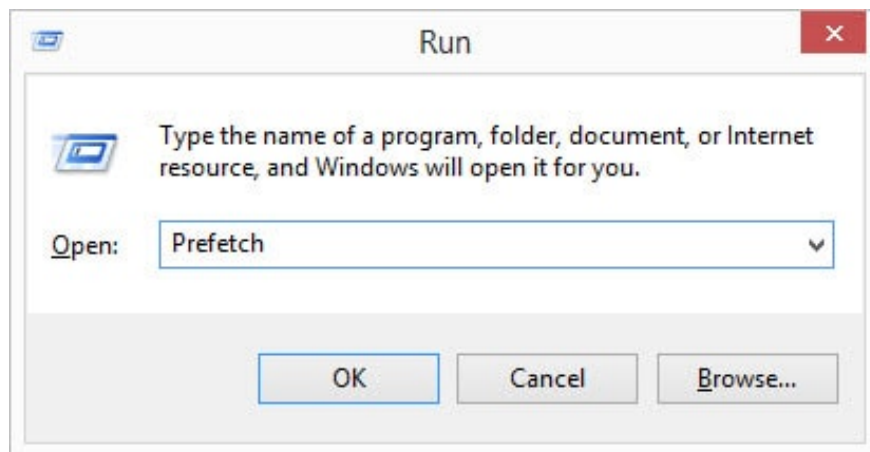 Run
Type the name of a program, folder, document, or Internet
resource, and Windows will open it for you.
Open: Prefetch
OK Cancel Browse...